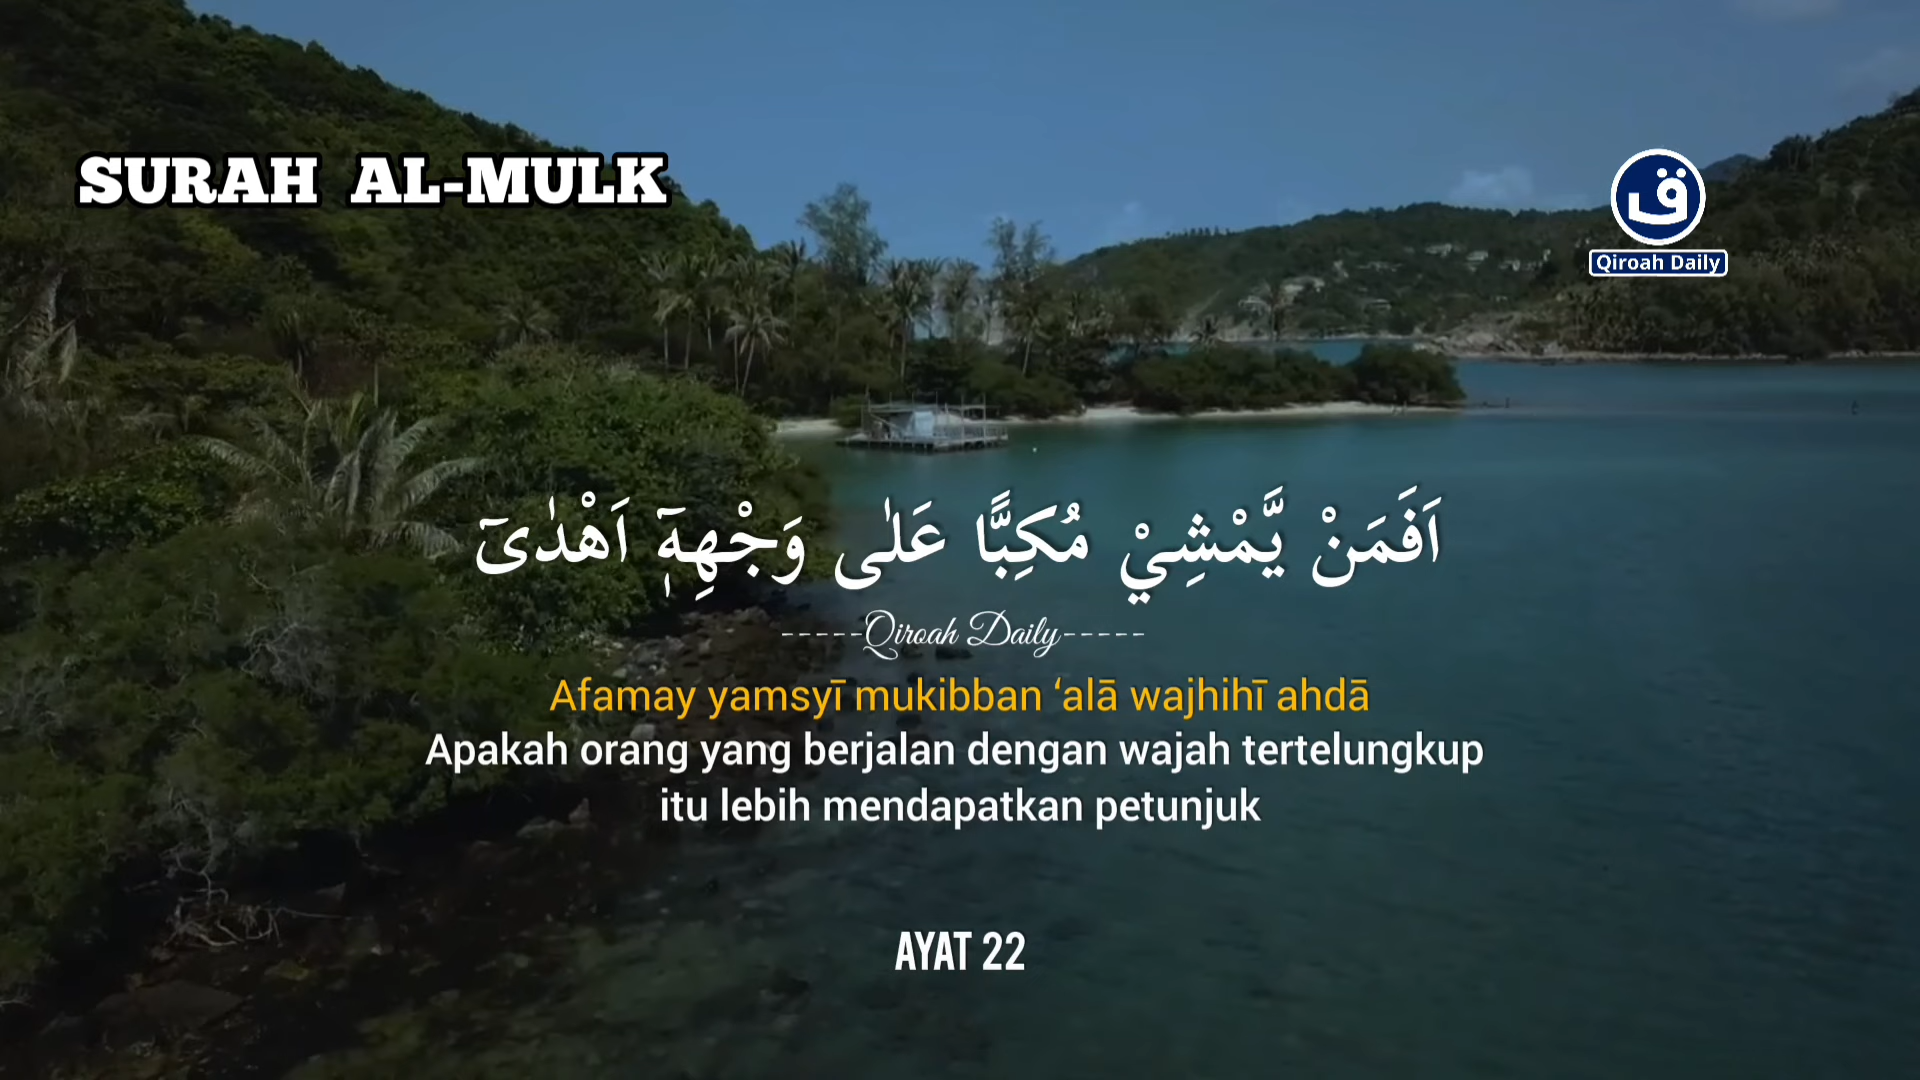 SURAH AL-MULK
ق
Qiroah Daily
اَفَمَنْ يَّمْشِيْ مُكِبًّا عَلٰى وَجْهِهٖٓ اَهْدٰىٓ
-----Qiroah Daily-----
Afamay yamsyī mukibban ‘alā wajhihī ahdā
Apakah orang yang berjalan dengan wajah tertelungkup
itu lebih mendapatkan petunjuk
AYAT 22